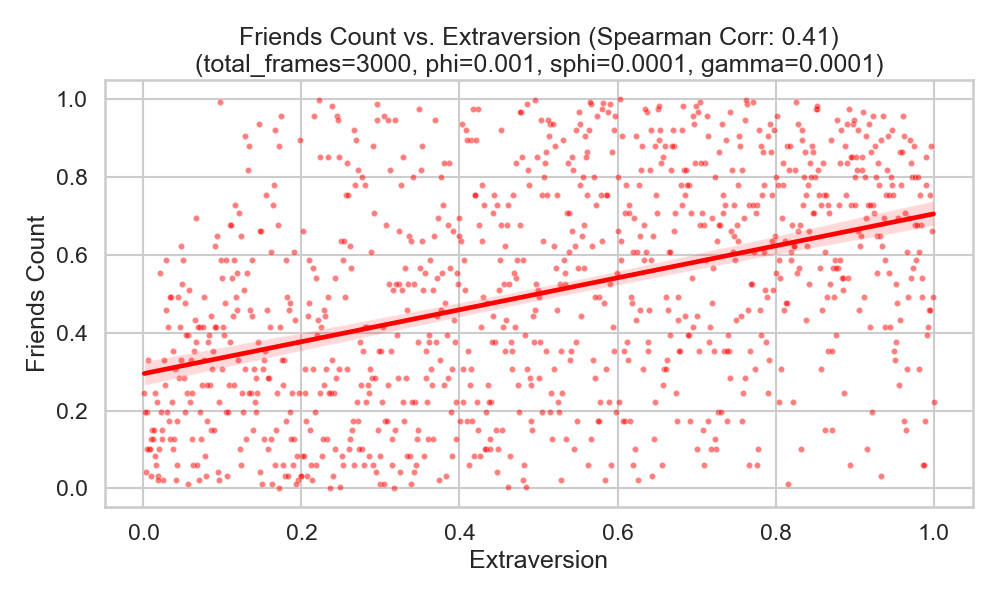 Friends Count vs. Extraversion (Spearman Corr: 0.41)
(total_frames=3000, phi=0.001, sphi=0.0001, gamma=0.0001)
Friends Count
1.0
0.8
0.6
0.4
0.2
0.0
0.0 0.2 0.4 0.6 0.8 1.0
Extraversion